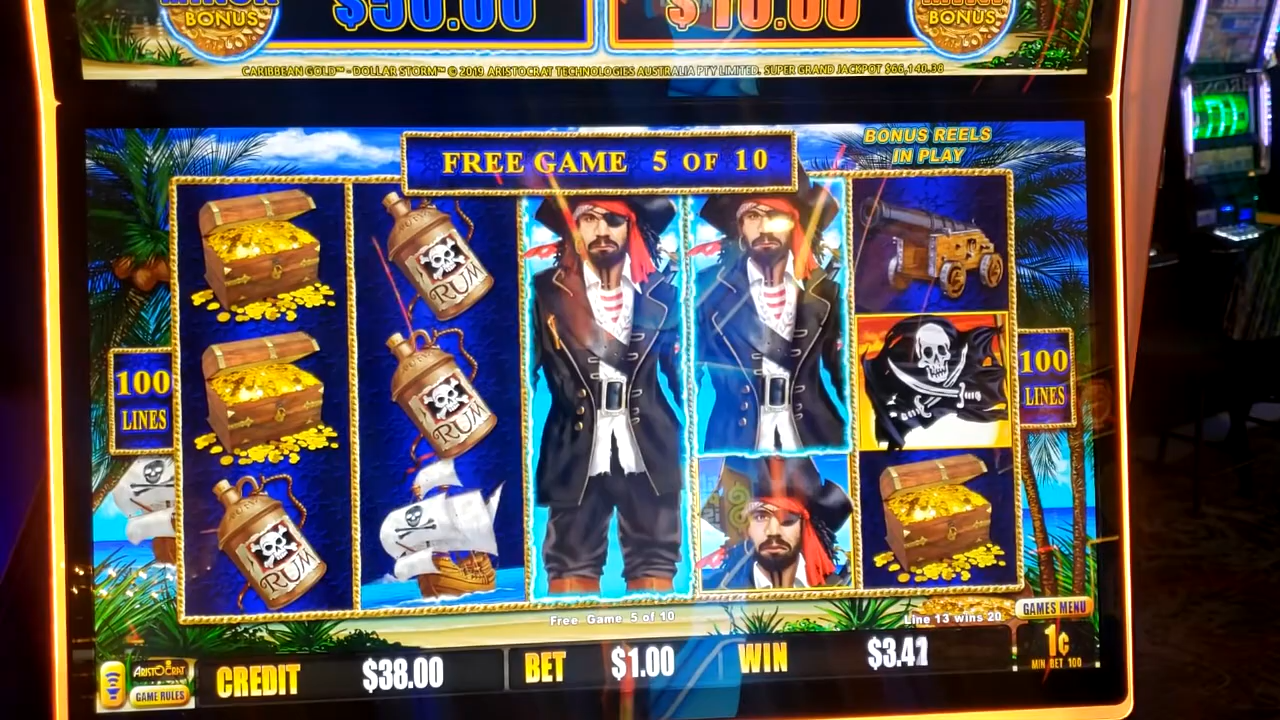 MINOR
BONUS
$50.00
$10.00
BONUS
CARIBBEAN GOLD™ - DOLLAR STORM™ © 2019 ARISTOCRAT TECHNOLOGIES AUSTRALIA PTY LIMITED. SUPER GRAND JACKPOT $66,140.38
FREE GAME 5 OF 10
BONUS REELS
IN PLAY
100
LINES
100
LINES
RUM
RUM
RUM
Free Game 5 of 10
Line 13 wins 20
GAMES MENU
ARISTOCRAT
GAME RULES
CREDIT
$38.00
BET
$1.00
WIN
$3.41
1¢
MIN BET 100